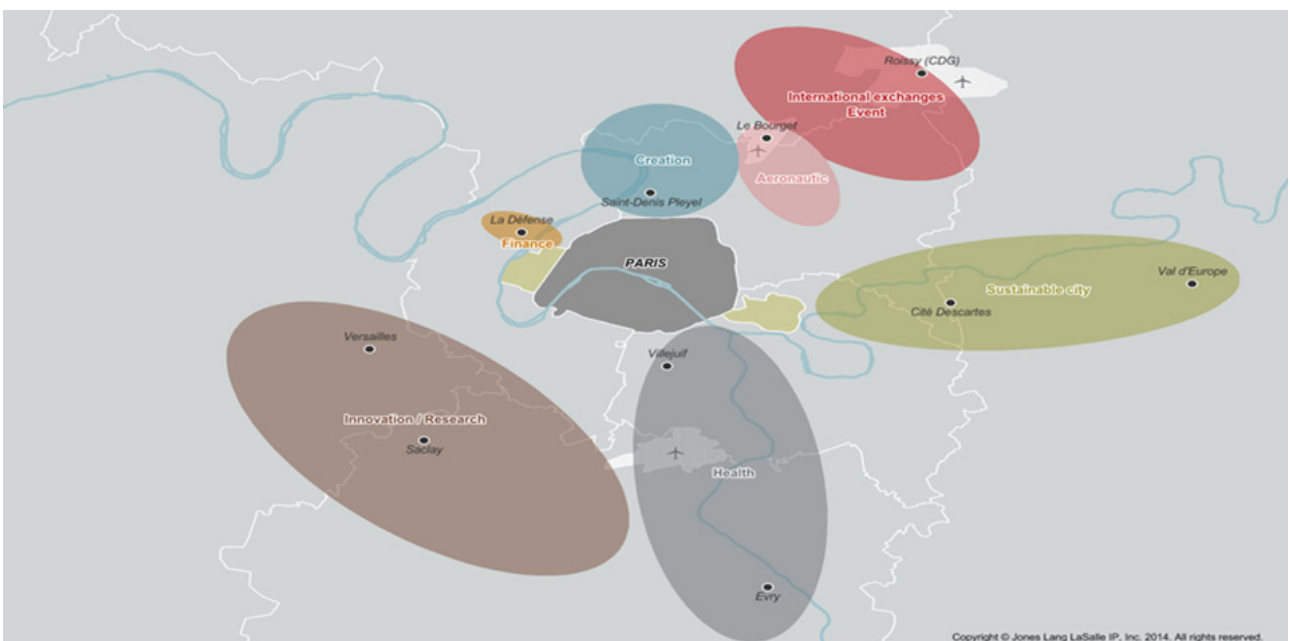 Roissy (CDG)
International exchanges
Event
Le Bourget
Creation
Aeronautic
Saint-Denis Pleyel
La Défense
Finance
PARIS
Val d'Europe
Sustainable city
Cité Descartes
Versailles
Villejuif
Innovation / Research
Saclay
Health
Evry
Copyright © Jones Lang LaSalle IP, Inc. 2014. All rights reserved.